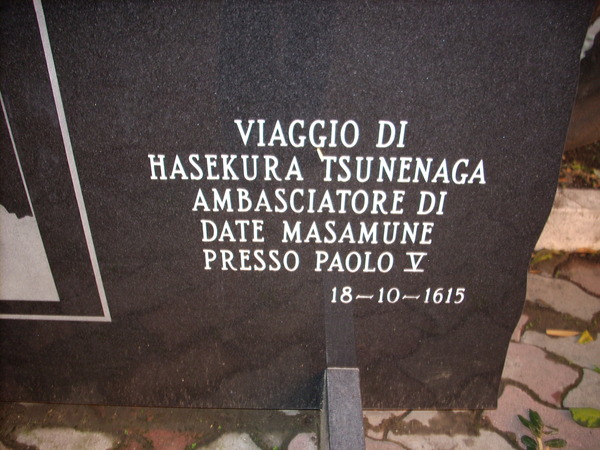 VIAGGIO DI
HASEKURA TSUNENAGA
AMBASCIATORE DI
DATE MASAMUNE
PRESSO PAOLO V
18-10-1615